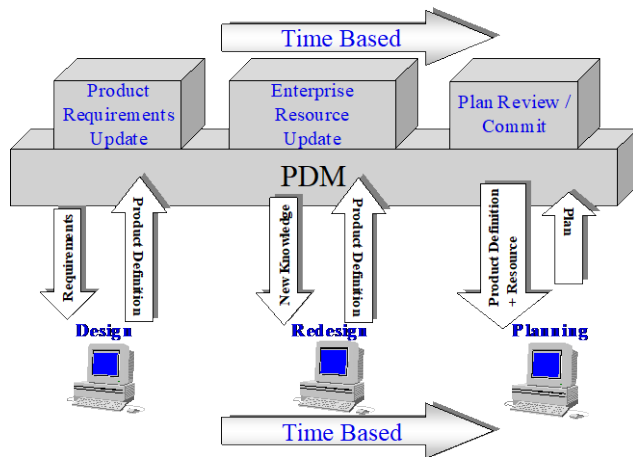 Time Based
Product
Requirements
Update
Enterprise
Resource
Update
Plan Review /
Commit
PDM
Requirements
Product Definition
New Knowledge
Product Definition
Product Definition
+ Resource
Plan
Design
Redesign
Planning
Time Based